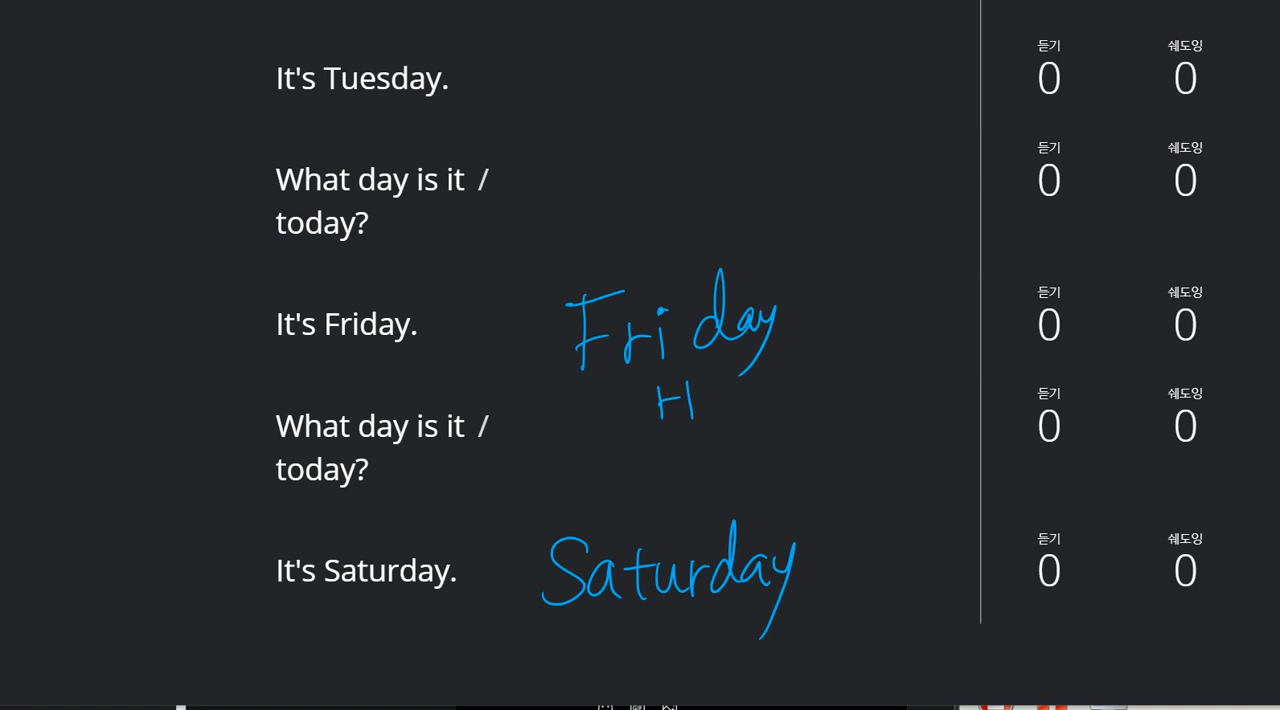 듣기 쉐도잉
It's Tuesday. 0 0
듣기 쉐도잉
What day is it / 0 0
today?
듣기 쉐도잉
It's Friday. Friday 0 0
ㅐ
듣기 쉐도잉
What day is it / 0 0
today?
듣기 쉐도잉
It's Saturday. Saturday 0 0